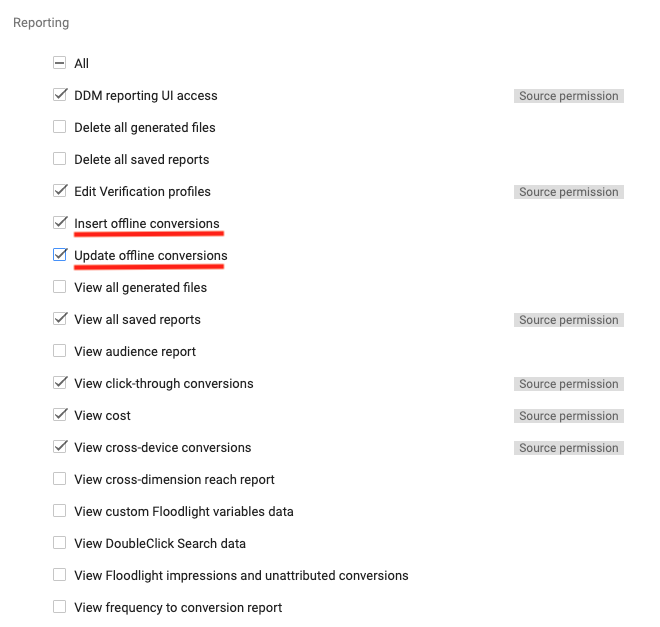 Reporting
All
DDM reporting UI access Source permission
Delete all generated files
Delete all saved reports
Edit Verification profiles Source permission
Insert offline conversions
Update offline conversions
View all generated files
View all saved reports Source permission
View audience report
View click-through conversions Source permission
View cost Source permission
View cross-device conversions Source permission
View cross-dimension reach report
View custom Floodlight variables data
View DoubleClick Search data
View Floodlight impressions and unattributed conversions
View frequency to conversion report